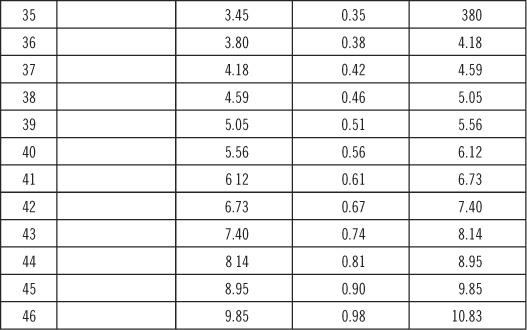 35 3.45 0.35 380
36 3.80 0.38 4.18
37 4.18 0.42 4.59
38 4.59 0.46 5.05
39 5.05 0.51 5.56
40 5.56 0.56 6.12
41 6 12 0.61 6.73
42 6.73 0.67 7.40
43 7.40 0.74 8.14
44 8 14 0.81 8.95
45 8.95 0.90 9.85
46 9.85 0.98 10.83